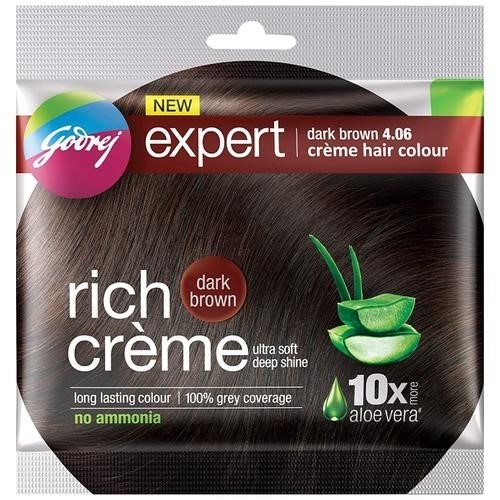 NEW
Godrej
expert
dark brown 4.06
crème hair colour
dark
brown
rich
crème
ultra soft
deep shine
long lasting colour | 100% grey coverage
no ammonia
10x more
aloe vera#